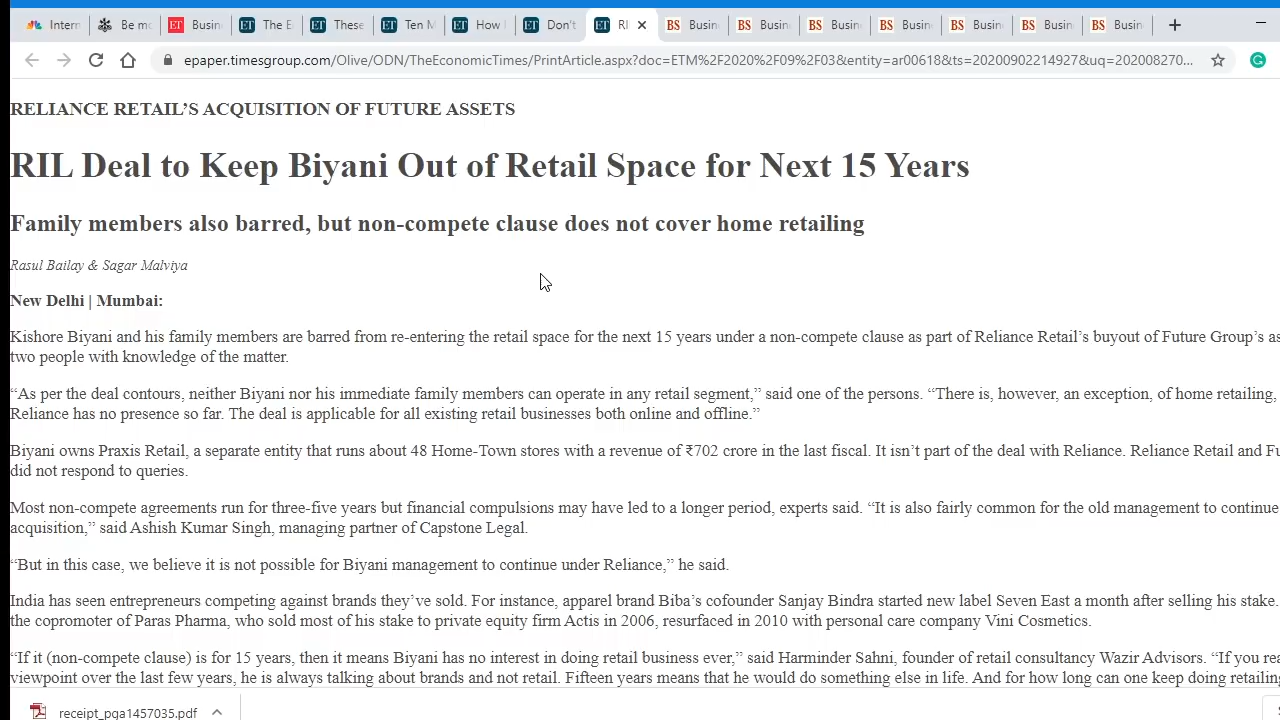 Intern
Be mo
Busin
The E
These
Ten M
How I
Don't
RI
Busin
Busin
Busin
Busin
Busin
Busin
Busin
epaper.timesgroup.com/Olive/ODN/TheEconomicTimes/PrintArticle.aspx?doc=ETM%2F2020%2F09%2F03&entity=ar00618&ts=20200902214927&uq=202008270...
RELIANCE RETAIL'S ACQUISITION OF FUTURE ASSETS
RIL Deal to Keep Biyani Out of Retail Space for Next 15 Years
Family members also barred, but non-compete clause does not cover home retailing
Rasul Bailay & Sagar Malviya
New Delhi | Mumbai:
Kishore Biyani and his family members are barred from re-entering the retail space for the next 15 years under a non-compete clause as part of Reliance Retail's buyout of Future Group's as
two people with knowledge of the matter.
“As per the deal contours, neither Biyani nor his immediate family members can operate in any retail segment,” said one of the persons. “There is, however, an exception, of home retailing,
Reliance has no presence so far. The deal is applicable for all existing retail businesses both online and offline.”
Biyani owns Praxis Retail, a separate entity that runs about 48 Home-Town stores with a revenue of ₹702 crore in the last fiscal. It isn't part of the deal with Reliance. Reliance Retail and Fu
did not respond to queries.
Most non-compete agreements run for three-five years but financial compulsions may have led to a longer period, experts said. “It is also fairly common for the old management to continue
acquisition,” said Ashish Kumar Singh, managing partner of Capstone Legal.
“But in this case, we believe it is not possible for Biyani management to continue under Reliance,” he said.
India has seen entrepreneurs competing against brands they've sold. For instance, apparel brand Biba's cofounder Sanjay Bindra started new label Seven East a month after selling his stake.
the copromoter of Paras Pharma, who sold most of his stake to private equity firm Actis in 2006, resurfaced in 2010 with personal care company Vini Cosmetics.
“If it (non-compete clause) is for 15 years, then it means Biyani has no interest in doing retail business ever,” said Harminder Sahni, founder of retail consultancy Wazir Advisors. “If you rea
viewpoint over the last few years, he is always talking about brands and not retail. Fifteen years means that he would do something else in life. And for how long can one keep doing retailing
receipt_pqa1457035.pdf